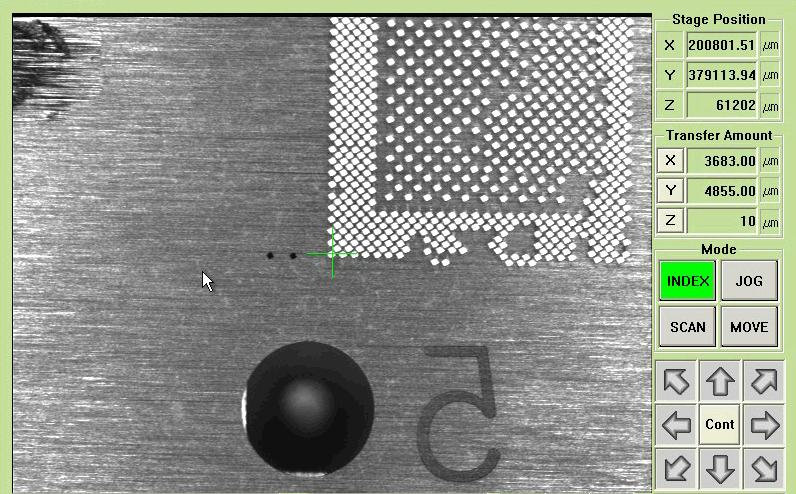 Stage Position
X 200801.51 μm
Y 379113.94 μm
Z 61202 μm
Transfer Amount
X 3683.00 μm
Y 4855.00 μm
Z 10 μm
Mode
INDEX JOG
SCAN MOVE
Cont
5